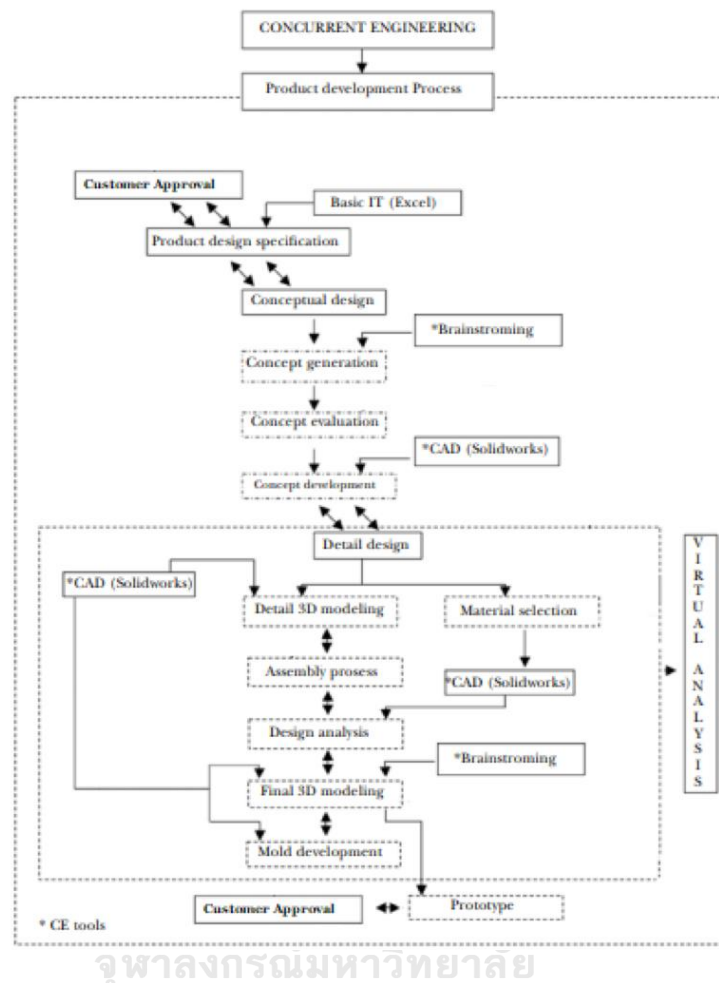 CONCURRENT ENGINEERING
Product development Process
Customer Approval
Basic IT (Excel)
Product design specification
Conceptual design
*Brainstroming
Concept generation
Concept evaluation
*CAD (Solidworks)
Concept development
Detail design
*CAD (Solidworks)
Detail 3D modeling
Material selection
Assembly prosess
*CAD (Solidworks)
Design analysis
*Brainstroming
Final 3D modeling
Mold development
VIRTUAL ANALYSIS
Customer Approval
Prototype
* CE tools
จุฬาลงกรณ์มหาวิทยาลัย